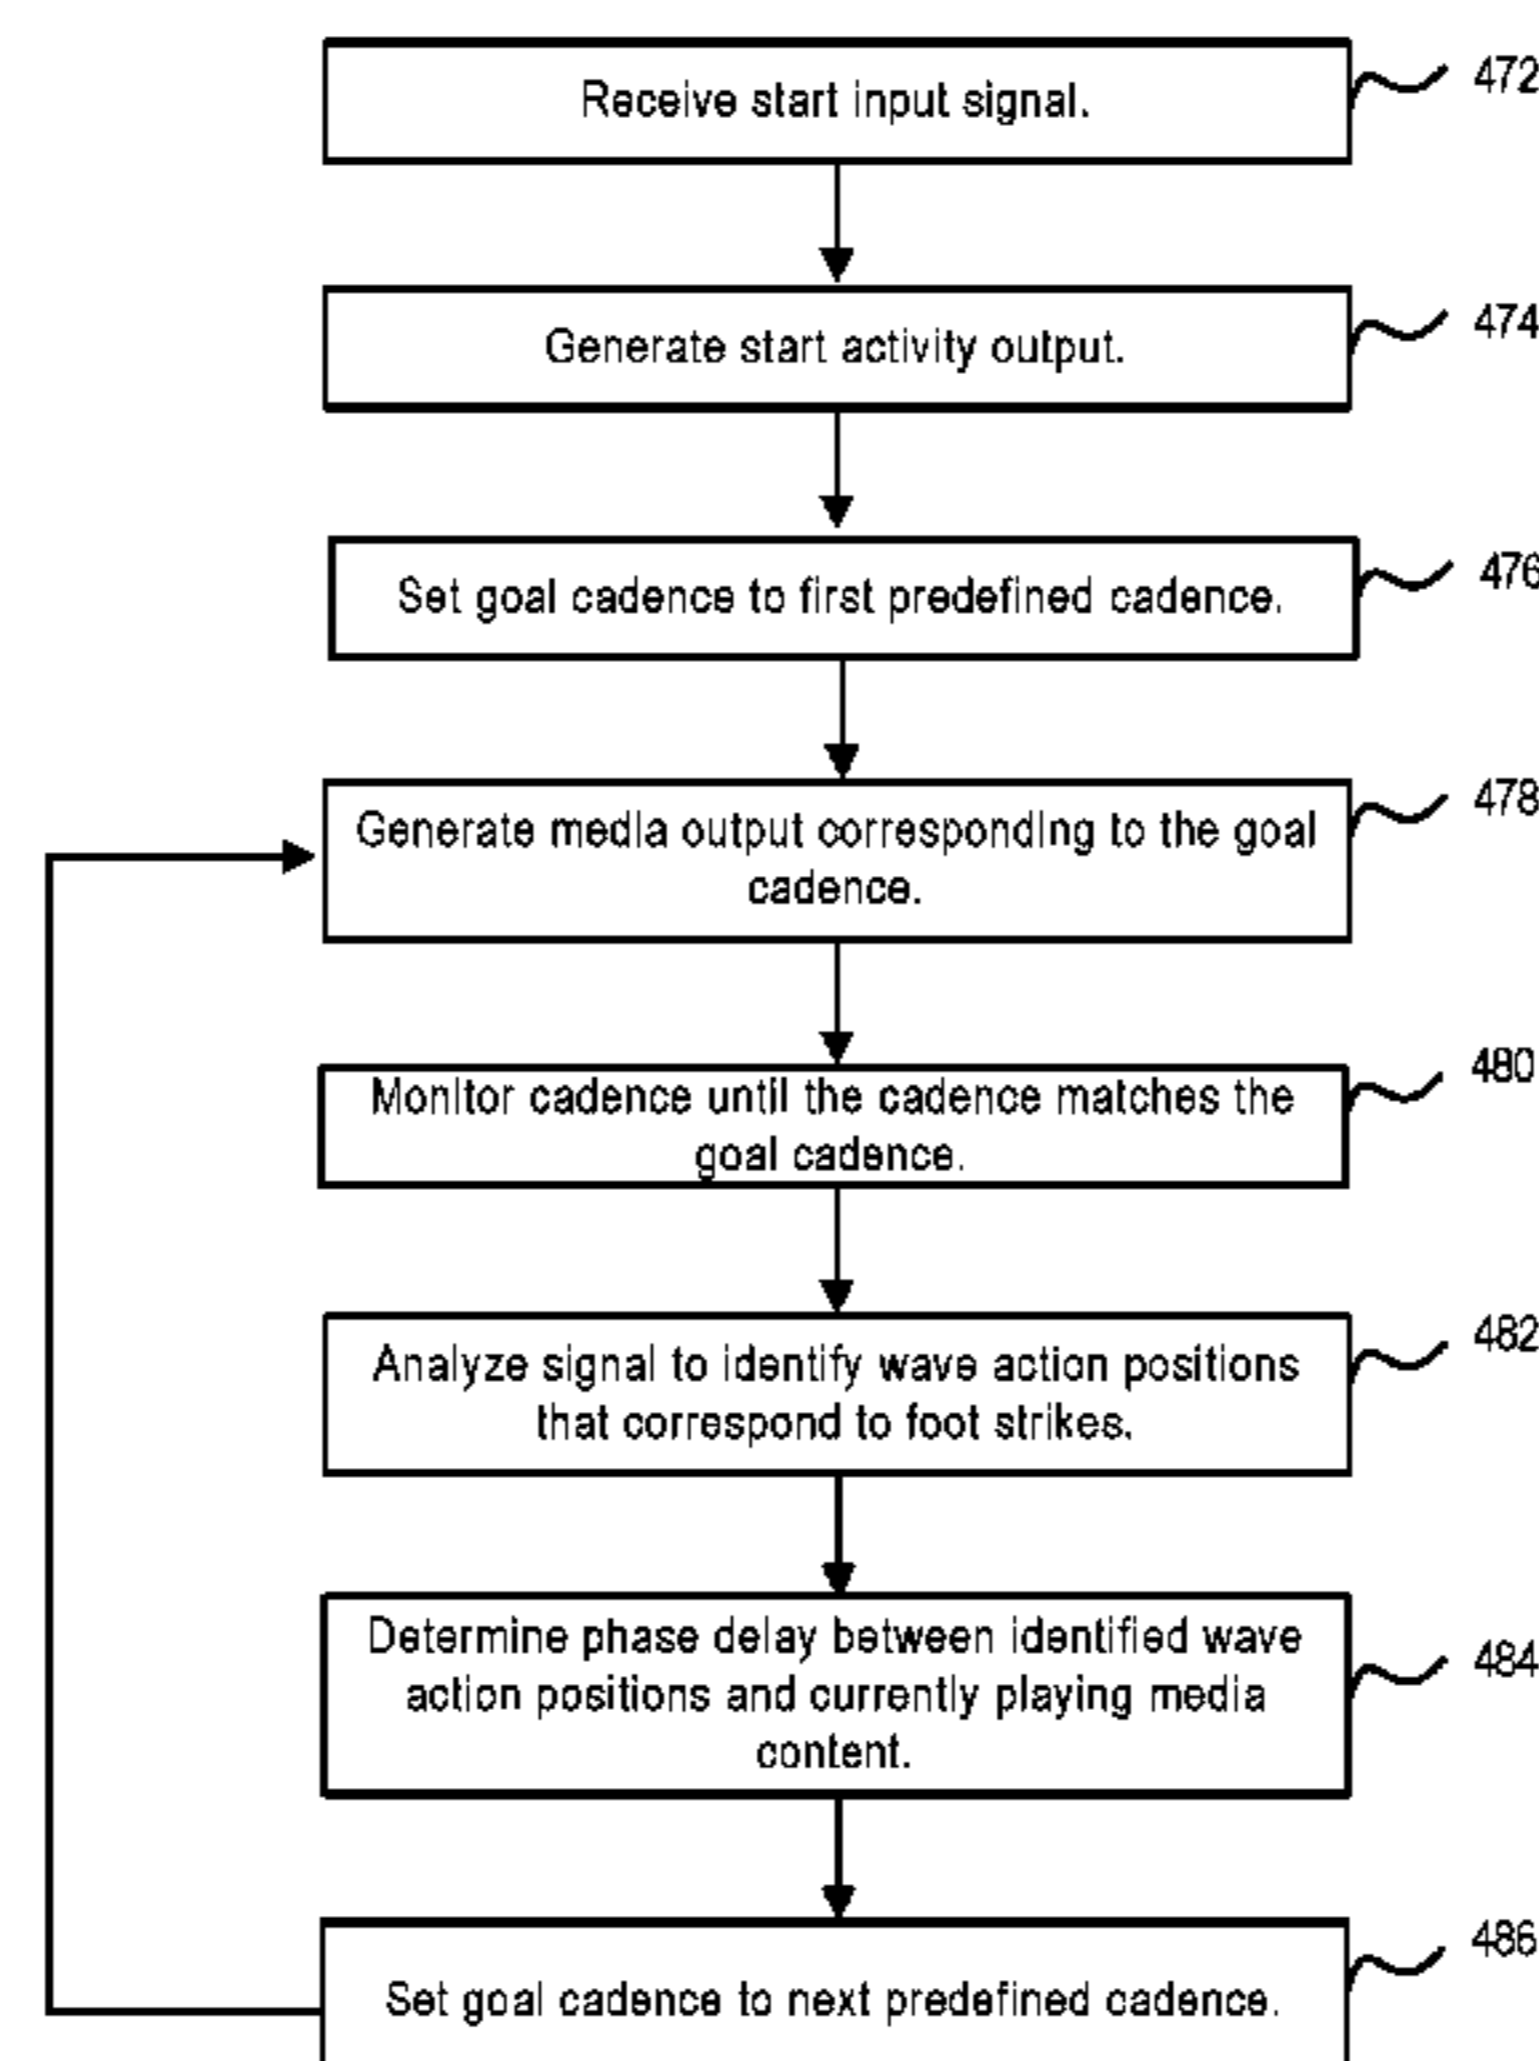 Receive start input signal.
472
Generate start activity output.
474
Set goal cadence to first predefined cadence.
476
Generate media output corresponding to the goal
cadence.
478
Monitor cadence until the cadence matches the
goal cadence.
480
Analyze signal to identify wave action positions
that correspond to foot strikes.
482
Determine phase delay between identified wave
action positions and currently playing media
content.
484
Set goal cadence to next predefined cadence.
486